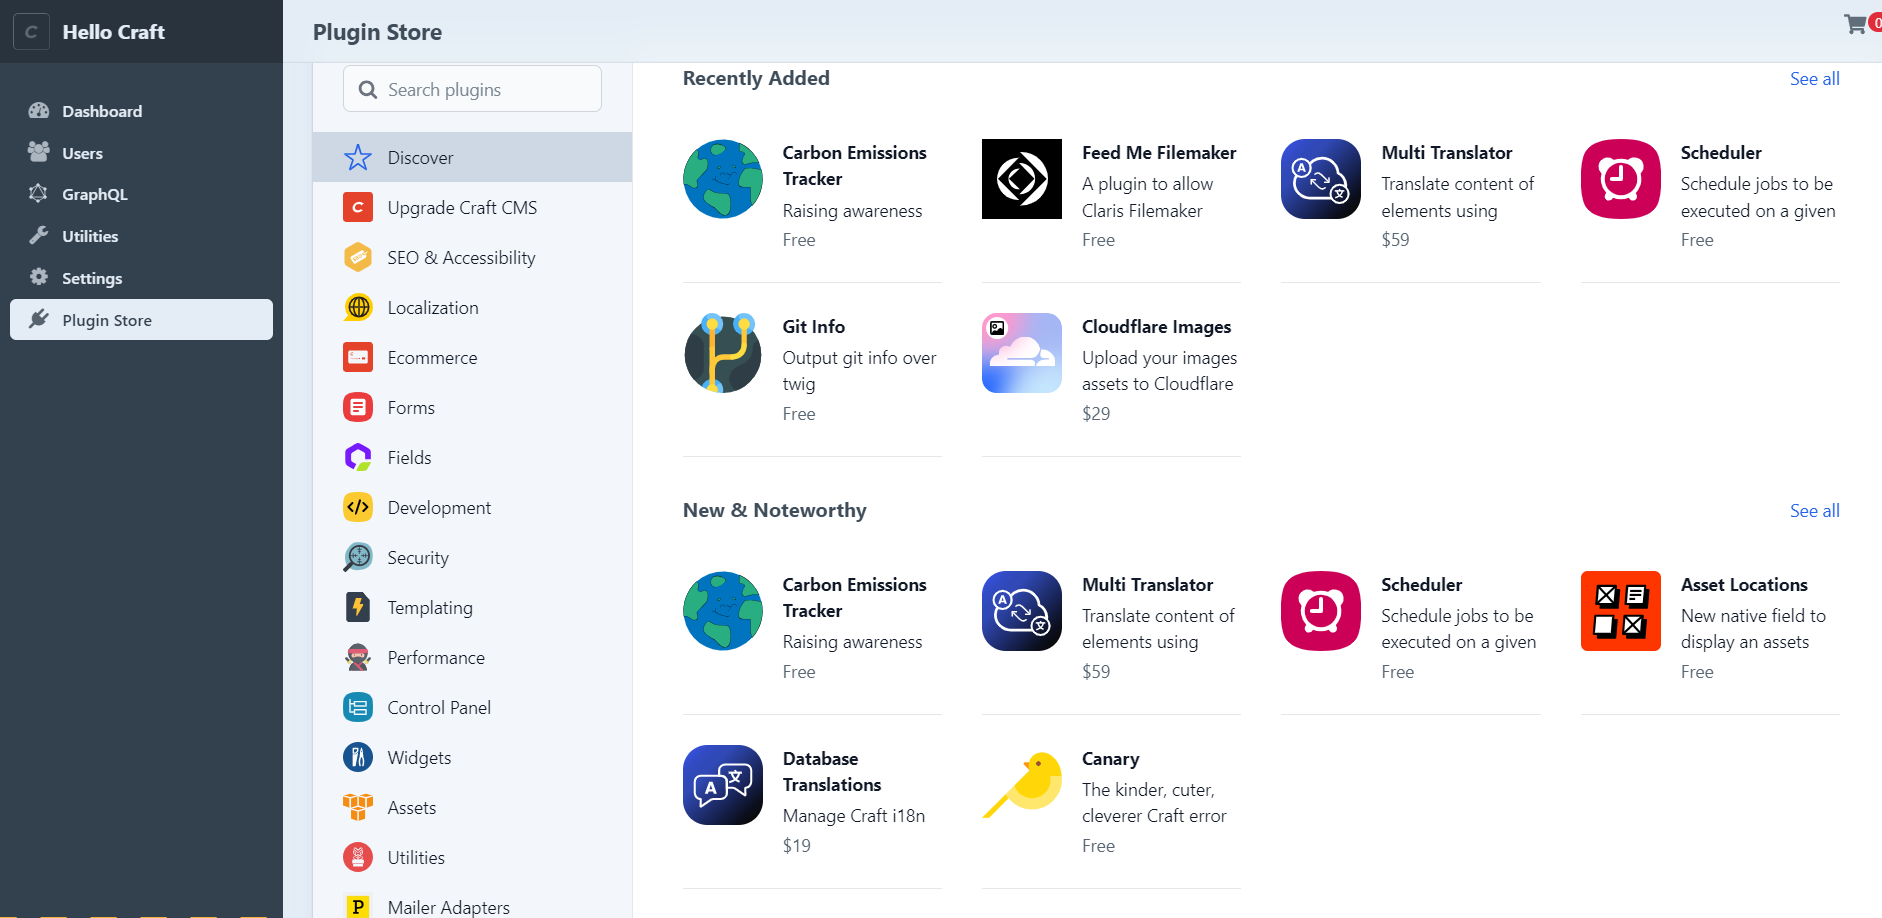 Hello Craft
Dashboard
Users
GraphQL
Utilities
Settings
Plugin Store
Plugin Store
0
Search plugins
Discover
Upgrade Craft CMS
SEO & Accessibility
Localization
Ecommerce
Forms
Fields
Development
Security
Templating
Performance
Control Panel
Widgets
Assets
Utilities
Mailer Adapters
Recently Added
See all
Carbon Emissions
Tracker
Raising awareness
Free
Feed Me Filemaker
A plugin to allow
Claris Filemaker
Free
Multi Translator
Translate content of
elements using
$59
Scheduler
Schedule jobs to be
executed on a given
Free
Git Info
Output git info over
twig
Free
Cloudflare Images
Upload your images
assets to Cloudflare
$29
New & Noteworthy
See all
Carbon Emissions
Tracker
Raising awareness
Free
Multi Translator
Translate content of
elements using
$59
Scheduler
Schedule jobs to be
executed on a given
Free
Asset Locations
New native field to
display an assets
Free
Database
Translations
Manage Craft i18n
$19
Canary
The kinder, cuter,
cleverer Craft error
Free